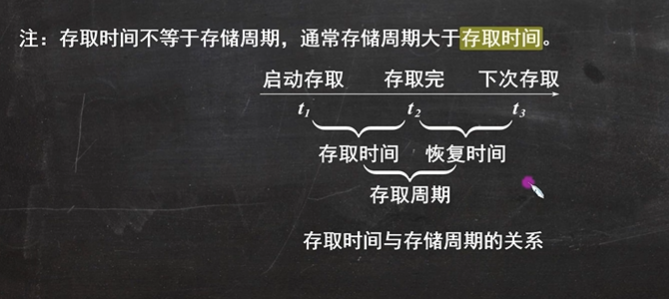 注：存取时间不等于存储周期，通常存储周期大于存取时间。
启动存取 存取完 下次存取
t1 t2 t3
存取时间 恢复时间
存取周期
存取时间与存储周期的关系